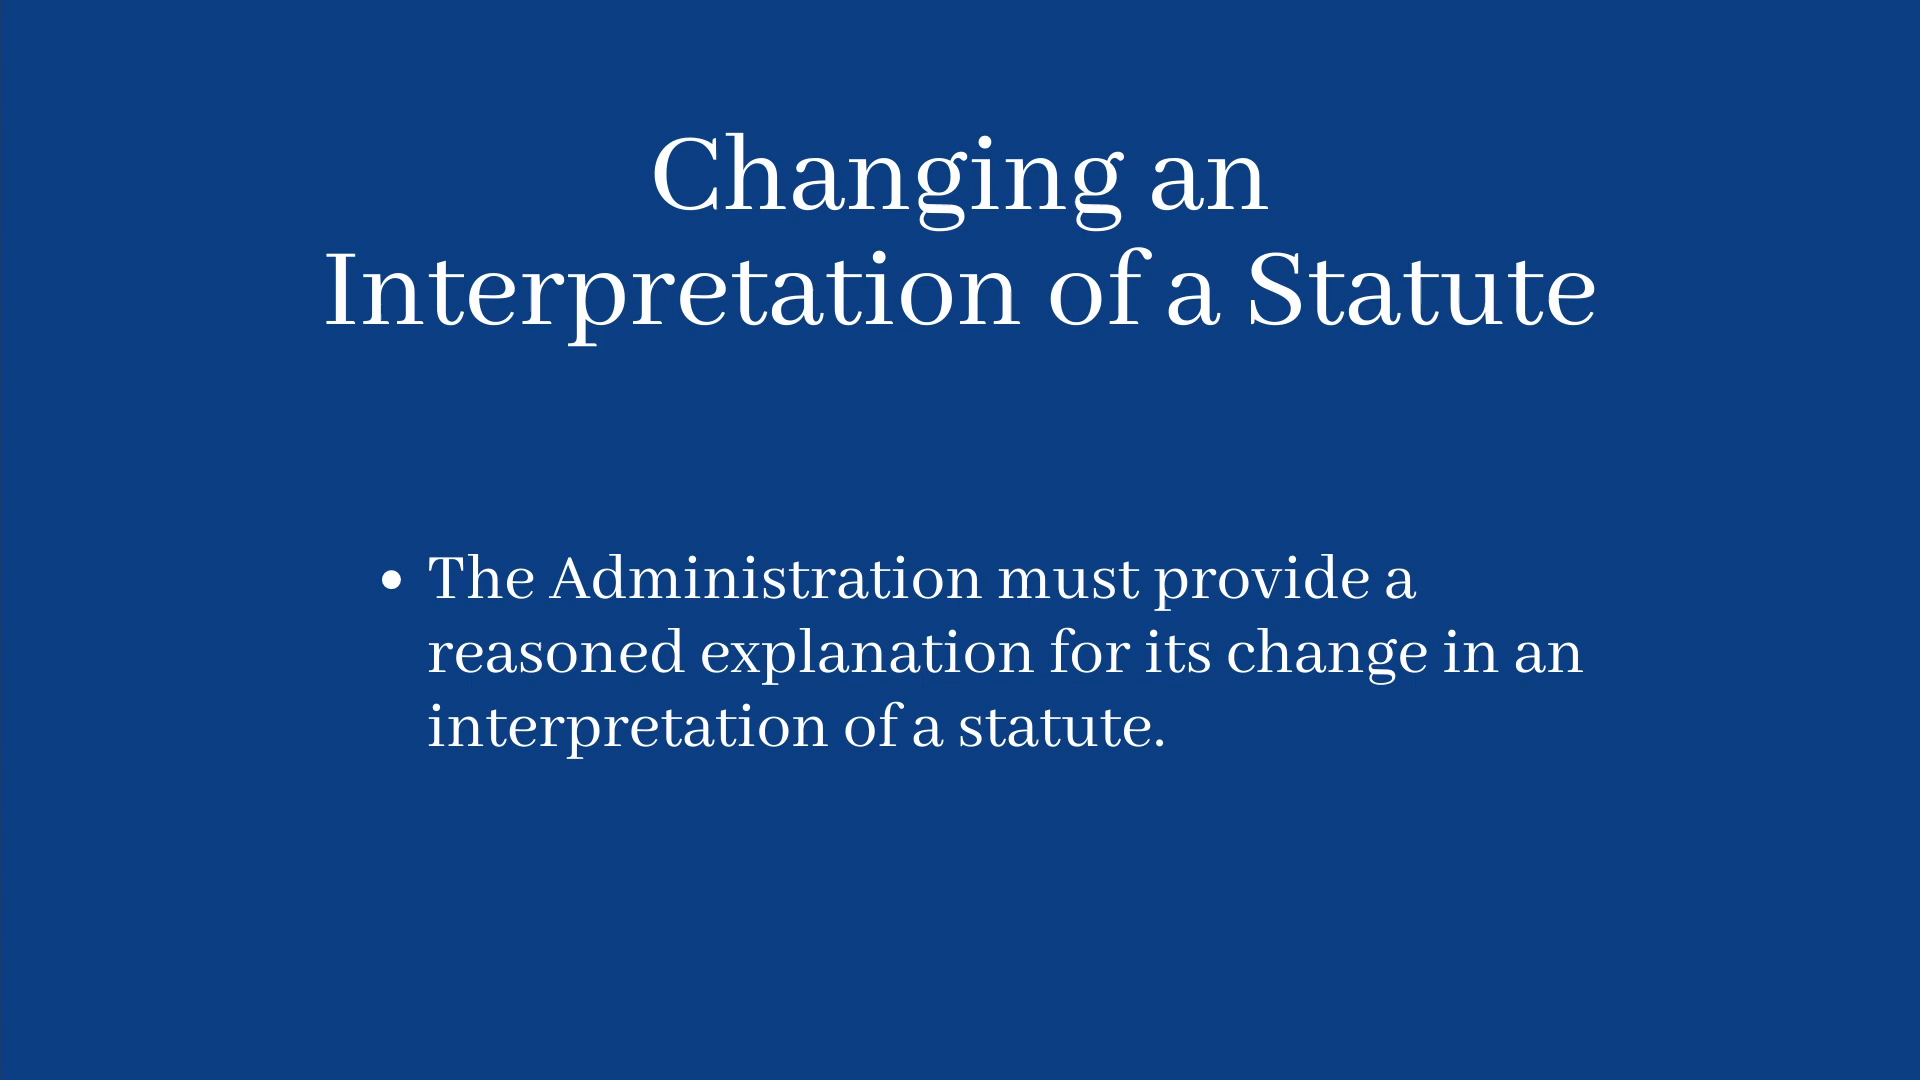 Changing an
Interpretation of a Statute
• The Administration must provide a
reasoned explanation for its change in an
interpretation of a statute.